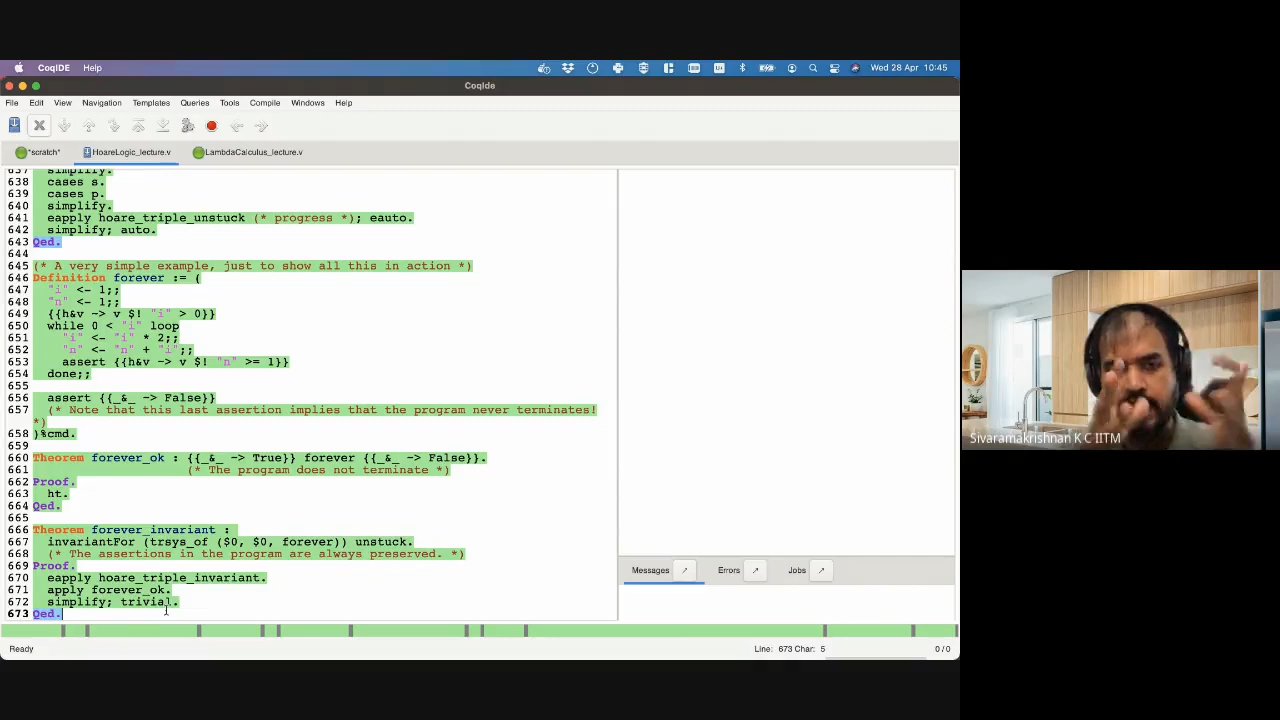 CoqIDE Help Wed 28 Apr 10:45
CoqIde
File Edit View Navigation Templates Queries Tools Compile Windows Help
*scratch* HoareLogic_lecture.v LambdaCalculus_lecture.v
637 simplify.
638 cases s.
639 cases p.
640 simplify.
641 eapply hoare_triple_unstuck (* progress *); eauto.
642 simplify; auto.
643 Qed.
644
645 (* A very simple example, just to show all this in action *)
646 Definition forever := (
647 "i" <- 1;;
648 "n" <- 1;;
649 {{h&v ~> v $! "i" > 0}}
650 while 0 < "i" loop
651 "i" <- "i" * 2;;
652 "n" <- "n" + "i";;
653 assert {{h&v ~> v $! "n" >= 1}}
654 done;;
655
656 assert {{_&_ ~> False}}
657 (* Note that this last assertion implies that the program never terminates!
*)
658 )%cmd.
659
660 Theorem forever_ok : {{_&_ ~> True}} forever {{_&_ ~> False}}.
661 (* The program does not terminate *)
662 Proof.
663 ht.
664 Qed.
665
666 Theorem forever_invariant :
667 invariantFor (trsys_of ($0, $0, forever)) unstuck.
668 (* The assertions in the program are always preserved. *)
669 Proof.
670 eapply hoare_triple_invariant.
671 apply forever_ok.
672 simplify; trivial.
673 Qed.
Messages Errors Jobs
Ready Line: 673 Char: 5 0 / 0
Sivaramakrishnan K C IITM